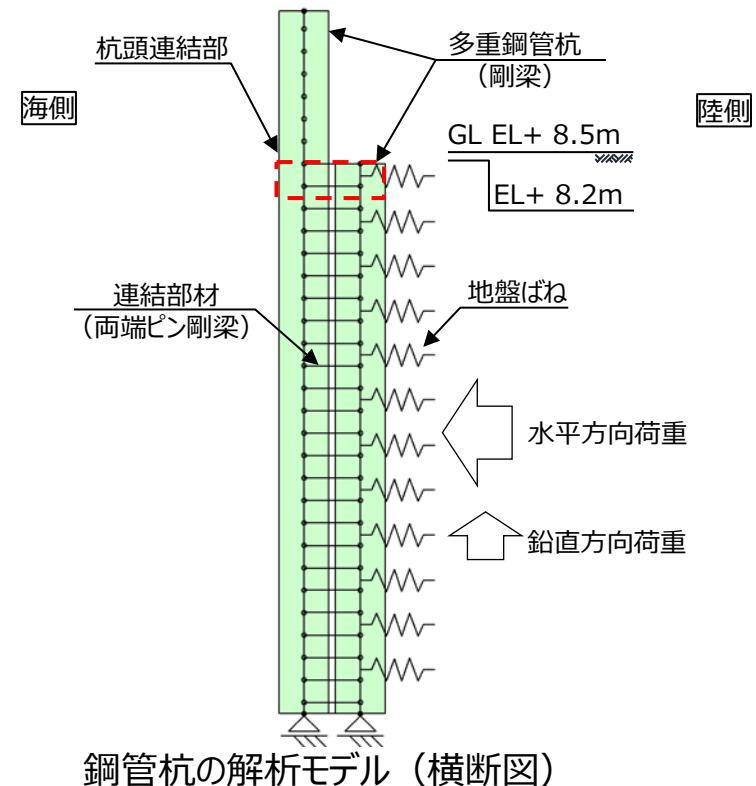 杭頭連結部
多重鋼管杭
（剛梁）
海側
陸側
GL EL+ 8.5m
EL+ 8.2m
連結部材
（両端ピン剛梁）
地盤ばね
水平方向荷重
鉛直方向荷重
鋼管杭の解析モデル（横断図）